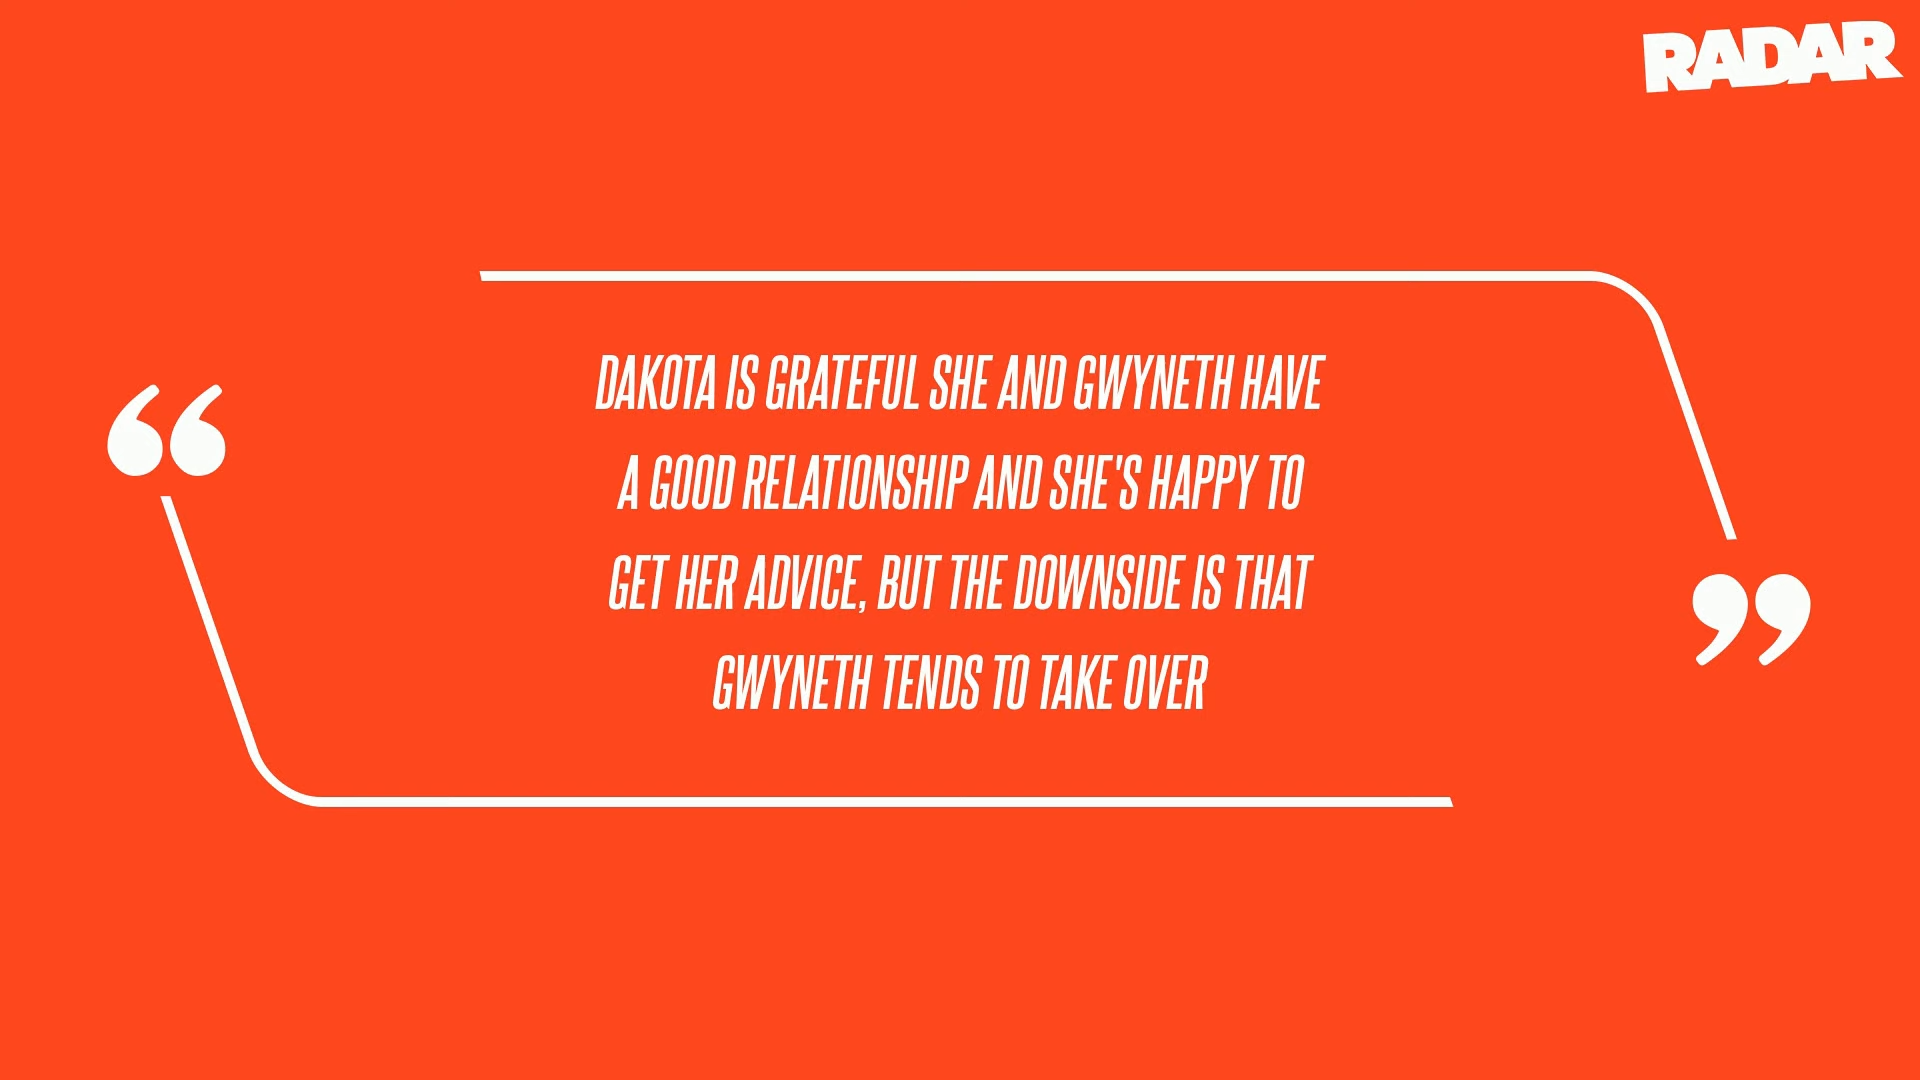 RADAR
“
DAKOTA IS GRATEFUL SHE AND GWYNETH HAVE
A GOOD RELATIONSHIP AND SHE'S HAPPY TO
GET HER ADVICE, BUT THE DOWNSIDE IS THAT
GWYNETH TENDS TO TAKE OVER
”